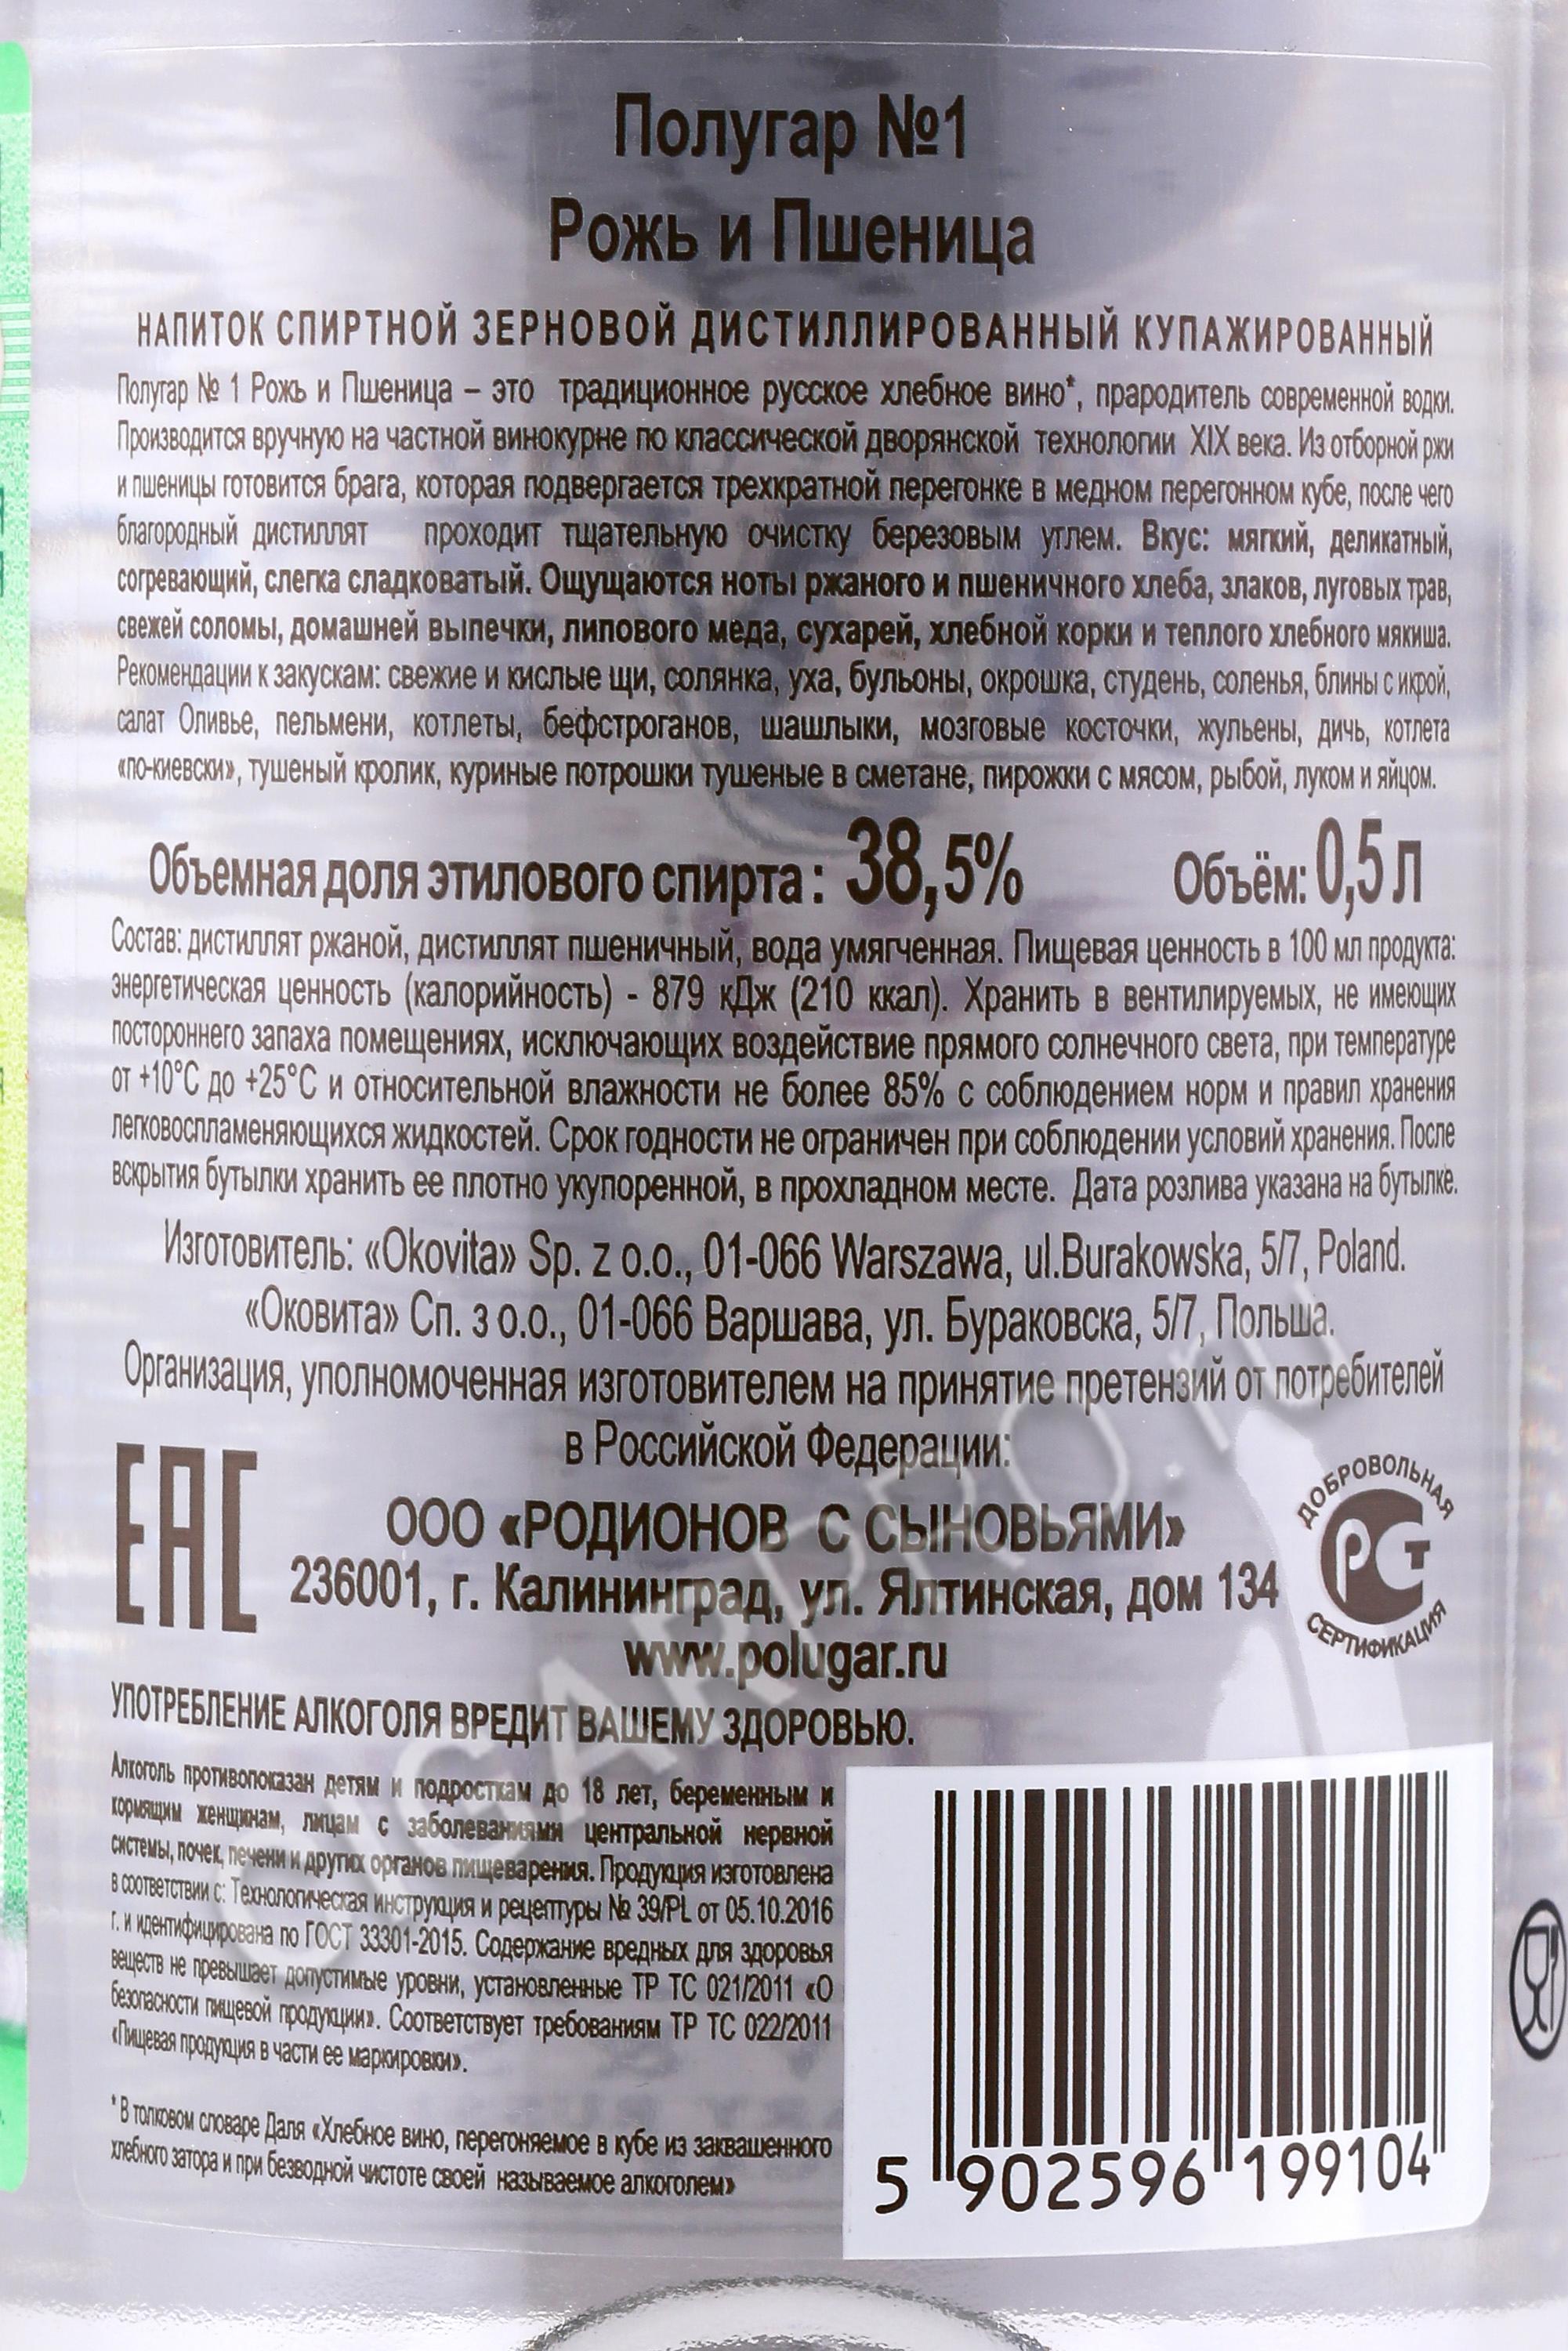 Полугар №1
Рожь и Пшеница
НАПИТОК СПИРТНОЙ ЗЕРНОВОЙ ДИСТИЛЛИРОВАННЫЙ КУПАЖИРОВАННЫЙ
Полугар № 1 Рожь и Пшеница – это традиционное русское хлебное вино*, прародитель современной водки.
Производится вручную на частной винокурне по классической дворянской технологии XIX века. Из отборной ржи
и пшеницы готовится брага, которая подвергается трехкратной перегонке в медном перегонном кубе, после чего
благородный дистиллят проходит тщательную очистку березовым углем. Вкус: мягкий, деликатный,
согревающий, слегка сладковатый. Ощущаются ноты ржаного и пшеничного хлеба, злаков, луговых трав,
свежей соломы, домашней выпечки, липового меда, сухарей, хлебной корки и теплого хлебного мякиша.
Рекомендации к закускам: свежие и кислые щи, солянка, уха, бульоны, окрошка, студень, соленья, блины с икрой,
салат Оливье, пельмени, котлеты, бефстроганов, шашлыки, мозговые косточки, жульены, дичь, котлета
«по-киевски», тушеный кролик, куриные потрошки тушеные в сметане, пирожки с мясом, рыбой, луком и яйцом.
Объемная доля этилового спирта: 38,5% Объём: 0,5 л
Состав: дистиллят ржаной, дистиллят пшеничный, вода умягченная. Пищевая ценность в 100 мл продукта:
энергетическая ценность (калорийность) - 879 кДж (210 ккал). Хранить в вентилируемых, не имеющих
постороннего запаха помещениях, исключающих воздействие прямого солнечного света, при температуре
от +10°С до +25°С и относительной влажности не более 85% с соблюдением норм и правил хранения
легковоспламеняющихся жидкостей. Срок годности не ограничен при соблюдении условий хранения. После
вскрытия бутылки хранить ее плотно укупоренной, в прохладном месте. Дата розлива указана на бутылке.
Изготовитель: «Okovita» Sp. z o.o., 01-066 Warszawa, ul.Burakowska, 5/7, Poland.
«Оковита» Сп. з о.о., 01-066 Варшава, ул. Бураковска, 5/7, Польша.
Организация, уполномоченная изготовителем на принятие претензий от потребителей
в Российской Федерации:
ООО «РОДИОНОВ С СЫНОВЬЯМИ»
236001, г. Калининград, ул. Ялтинская, дом 134
www.polugar.ru
ЕАС
ДОБРОВОЛЬНАЯ
РСТ
СЕРТИФИКАЦИЯ
УПОТРЕБЛЕНИЕ АЛКОГОЛЯ ВРЕДИТ ВАШЕМУ ЗДОРОВЬЮ.
Алкоголь противопоказан детям и подросткам до 18 лет, беременным и
кормящим женщинам, лицам с заболеваниями центральной нервной
системы, почек, печени и других органов пищеварения. Продукция изготовлена
в соответствии с: Технологическая инструкция и рецептуры № 39/PL от 05.10.2016
г. и идентифицирована по ГОСТ 33301-2015. Содержание вредных для здоровья
веществ не превышает допустимые уровни, установленные ТР ТС 021/2011 «О
безопасности пищевой продукции». Соответствует требованиям ТР ТС 022/2011
«Пищевая продукция в части ее маркировки».
* В толковом словаре Даля «Хлебное вино, перегоняемое в кубе из заквашенного
хлебного затора и при безводной чистоте своей называемое алкоголем»
5 902596 199104
CIGARPRO.ru